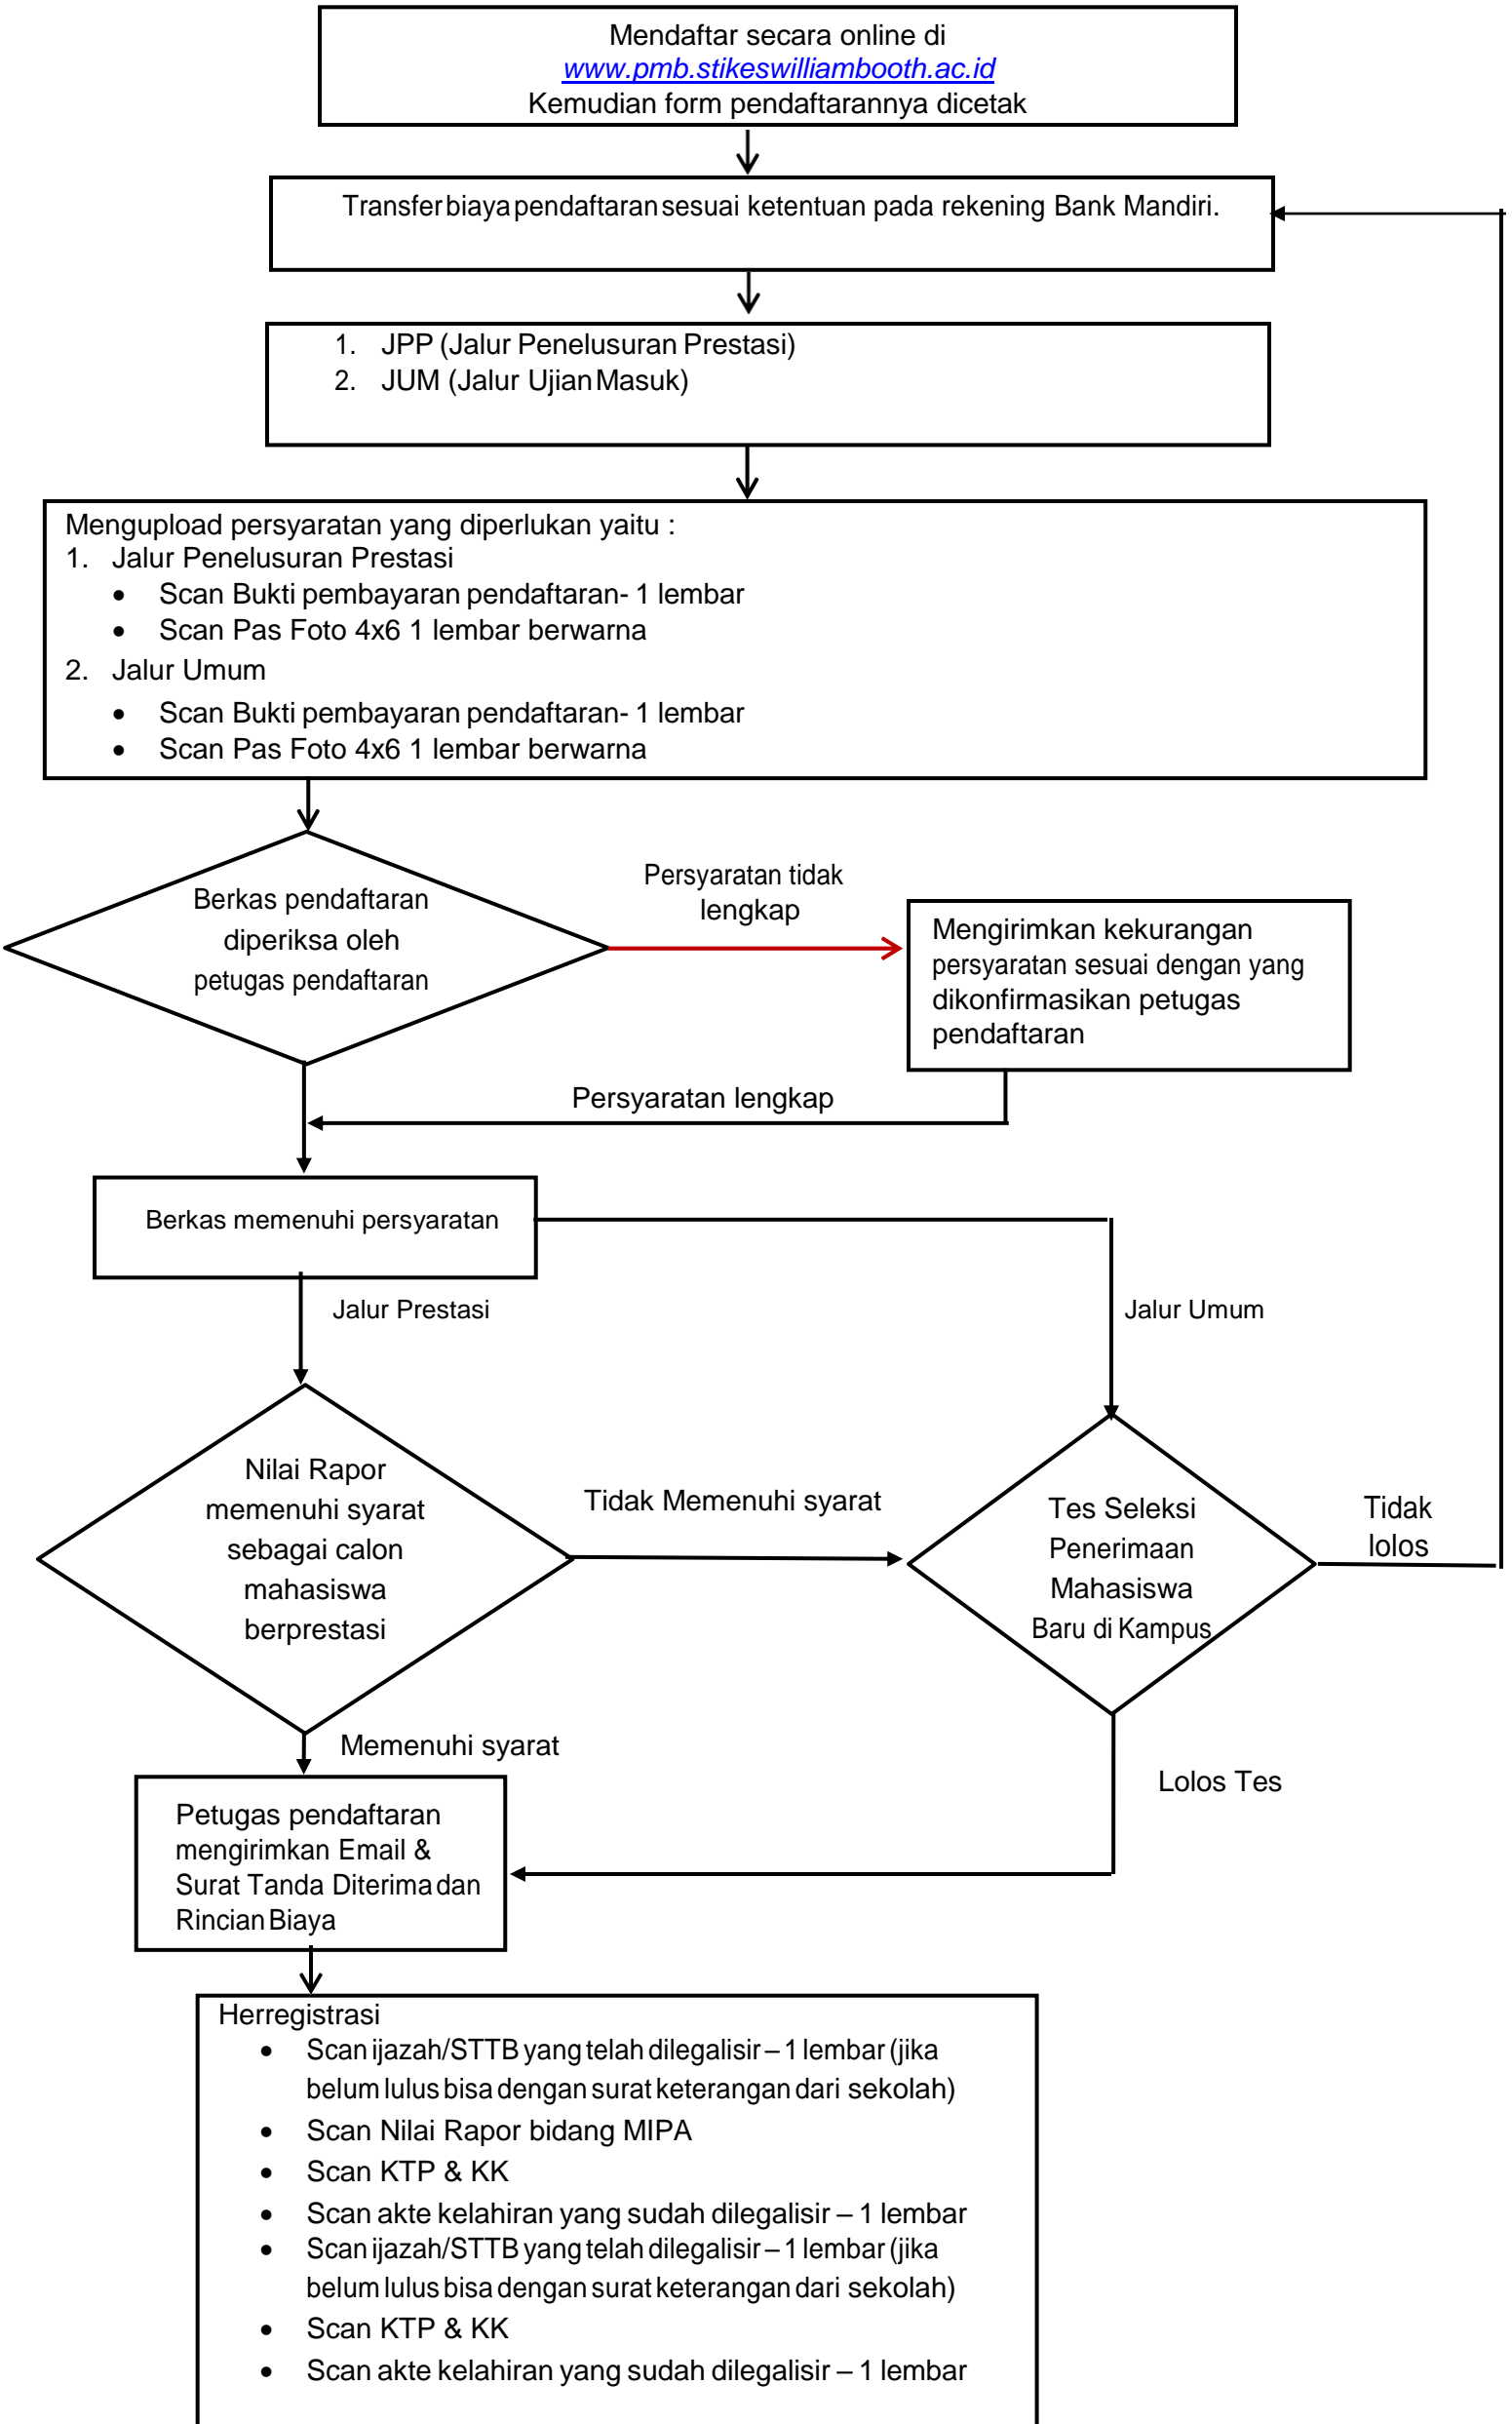 Mendaftar secara online di
www.pmb.stikeswilliambooth.ac.id
Kemudian form pendaftarannya dicetak
Transfer biaya pendaftaran sesuai ketentuan pada rekening Bank Mandiri.
1. JPP (Jalur Penelusuran Prestasi)
2. JUM (Jalur Ujian Masuk)
Mengupload persyaratan yang diperlukan yaitu :
1. Jalur Penelusuran Prestasi
• Scan Bukti pembayaran pendaftaran- 1 lembar
• Scan Pas Foto 4x6 1 lembar berwarna
2. Jalur Umum
• Scan Bukti pembayaran pendaftaran- 1 lembar
• Scan Pas Foto 4x6 1 lembar berwarna
Berkas pendaftaran
diperiksa oleh
petugas pendaftaran
Persyaratan tidak
lengkap
Mengirimkan kekurangan
persyaratan sesuai dengan yang
dikonfirmasikan petugas
pendaftaran
Persyaratan lengkap
Berkas memenuhi persyaratan
Jalur Prestasi
Jalur Umum
Nilai Rapor
memenuhi syarat
sebagai calon
mahasiswa
berprestasi
Tidak Memenuhi syarat
Tes Seleksi
Penerimaan
Mahasiswa
Baru di Kampus
Tidak
lolos
Memenuhi syarat
Lolos Tes
Petugas pendaftaran
mengirimkan Email &
Surat Tanda Diterima dan
Rincian Biaya
Herregistrasi
• Scan ijazah/STTB yang telah dilegalisir – 1 lembar (jika
belum lulus bisa dengan surat keterangan dari sekolah)
• Scan Nilai Rapor bidang MIPA
• Scan KTP & KK
• Scan akte kelahiran yang sudah dilegalisir – 1 lembar
• Scan ijazah/STTB yang telah dilegalisir – 1 lembar (jika
belum lulus bisa dengan surat keterangan dari sekolah)
• Scan KTP & KK
• Scan akte kelahiran yang sudah dilegalisir – 1 lembar